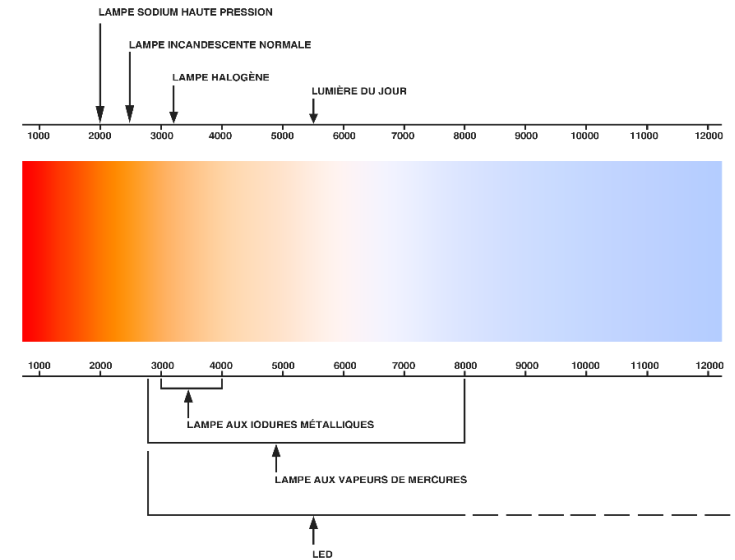 LAMPE SODIUM HAUTE PRESSION
LAMPE INCANDESCENTE NORMALE
LAMPE HALOGÈNE
LUMIÈRE DU JOUR
1000 2000 3000 4000 5000 6000 7000 8000 9000 10000 11000 12000
1000 2000 3000 4000 5000 6000 7000 8000 9000 10000 11000 12000
LAMPE AUX IODURES MÉTALLIQUES
LAMPE AUX VAPEURS DE MERCURES
LED